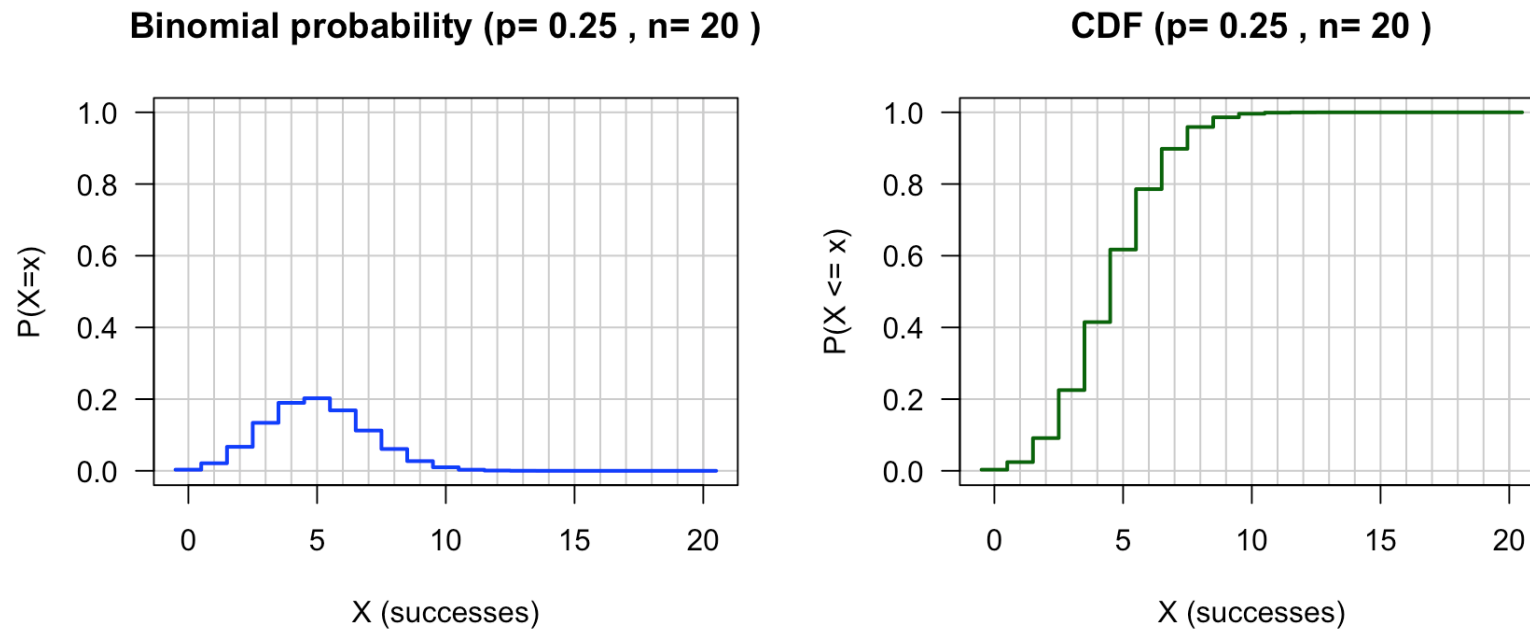 Binomial probability (p= 0.25 , n= 20 )
1.0
0.8
0.6
0.4
0.2
0.0
P(X=x)
0 5 10 15 20
X (successes)
CDF (p= 0.25 , n= 20 )
1.0
0.8
0.6
0.4
0.2
0.0
P(X <= x)
0 5 10 15 20
X (successes)